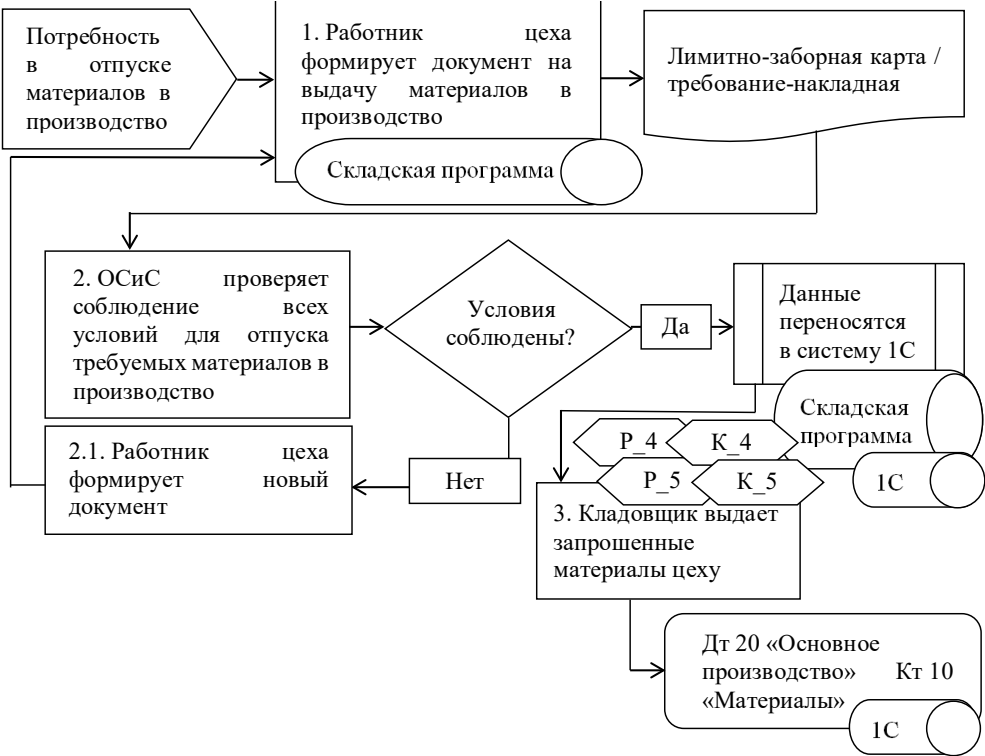 Потребность
в отпуске
материалов в
производство
1. Работник цеха
формирует документ на
выдачу материалов в
производство
Складская программа
Лимитно-заборная карта /
требование-накладная
2. ОСиС проверяет
соблюдение всех
условий для отпуска
требуемых материалов в
производство
Условия
соблюдены?
Да
Данные
переносятся
в систему 1С
Складская
программа
1С
2.1. Работник цеха
формирует новый
документ
Нет
Р_4
К_4
Р_5
К_5
3. Кладовщик выдает
запрошенные
материалы цеху
Дт 20 «Основное
производство» Кт 10
«Материалы»
1С